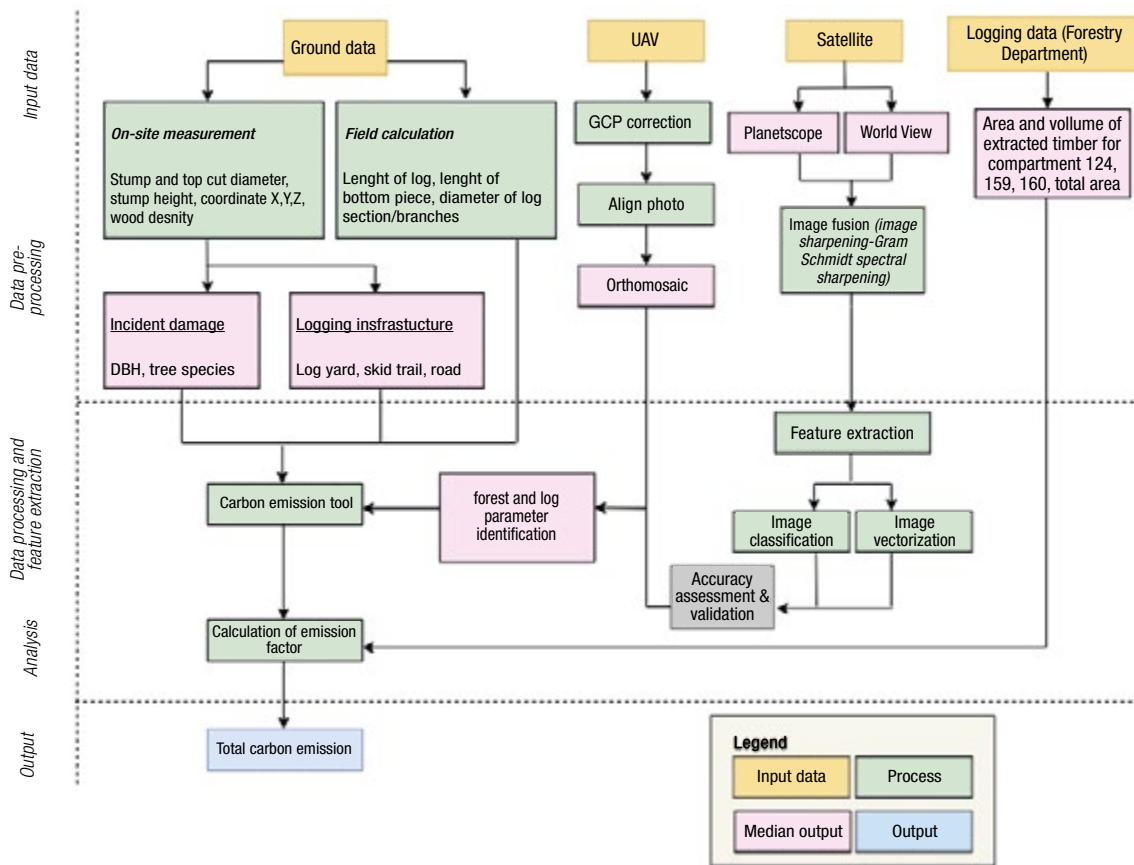 Input data
Data pre-
processing
Data processing and
feature extraction
Analysis
Output
Ground data
UAV
Satellite
Logging data (Forestry
Department)
On-site measurement
Stump and top cut diameter,
stump height, coordinate X,Y,Z,
wood desnity
Field calculation
Lenght of log, lenght of
bottom piece, diameter of log
section/branches
GCP correction
Align photo
Orthomosaic
Planetscope
World View
Image fusion (image
sharpening-Gram
Schmidt spectral
sharpening)
Area and vollume of
extracted timber for
compartment 124,
159, 160, total area
Incident damage
DBH, tree species
Logging insfrastucture
Log yard, skid trail, road
Feature extraction
Carbon emission tool
forest and log
parameter
identification
Image
classification
Image
vectorization
Accuracy
assessment &
validation
Calculation of emission
factor
Total carbon emission
Legend
Input data
Process
Median output
Output